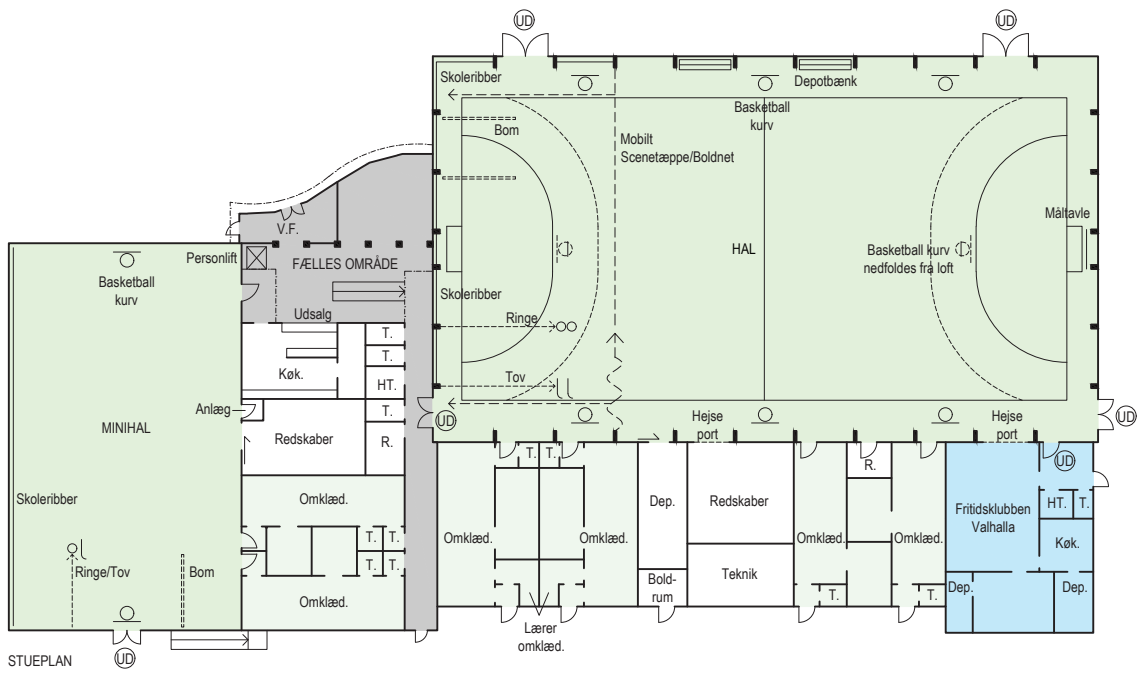 UD
UD
Skoleribber
Depotbænk
Basketball
kurv
Bom
Mobilt
Scenetæppe/Boldnet
V.F.
Måltavle
Personlift
FÆLLES OMRÅDE
HAL
Basketball kurv
nedfoldes fra loft
Basketball
kurv
Skoleribber
Udsalg
Ringe
T.
T.
Køk.
HT.
Tov
Anlæg
T.
MINIHAL
Redskaber
R.
UD
Hejse
port
Hejse
port
UD
T.
T.
R.
UD
Skoleribber
Omklæd.
Dep.
Redskaber
Fritidsklubben
Valhalla
HT.
T.
Omklæd.
Omklæd.
Omklæd.
Omklæd.
T.
T.
Køk.
T.
T.
Ringe/Tov
Bom
Teknik
Bold-
rum
Dep.
Dep.
T.
T.
Omklæd.
Lærer
omklæd.
STUEPLAN
UD